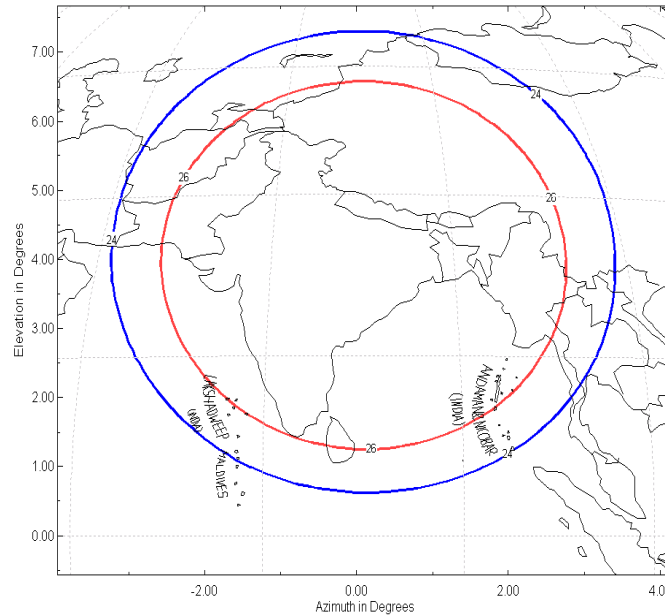 7.00
24
6.00
26
26
5.00
24
4.00
Elevation in Degrees
3.00
2.00
LAKSHADWEEP
(INDIA)
ANDAMAN&NICOBAR
(INDIA)
26
24
1.00
MALDIVES
0.00
-2.00
0.00
2.00
4.0
Azimuth in Degrees